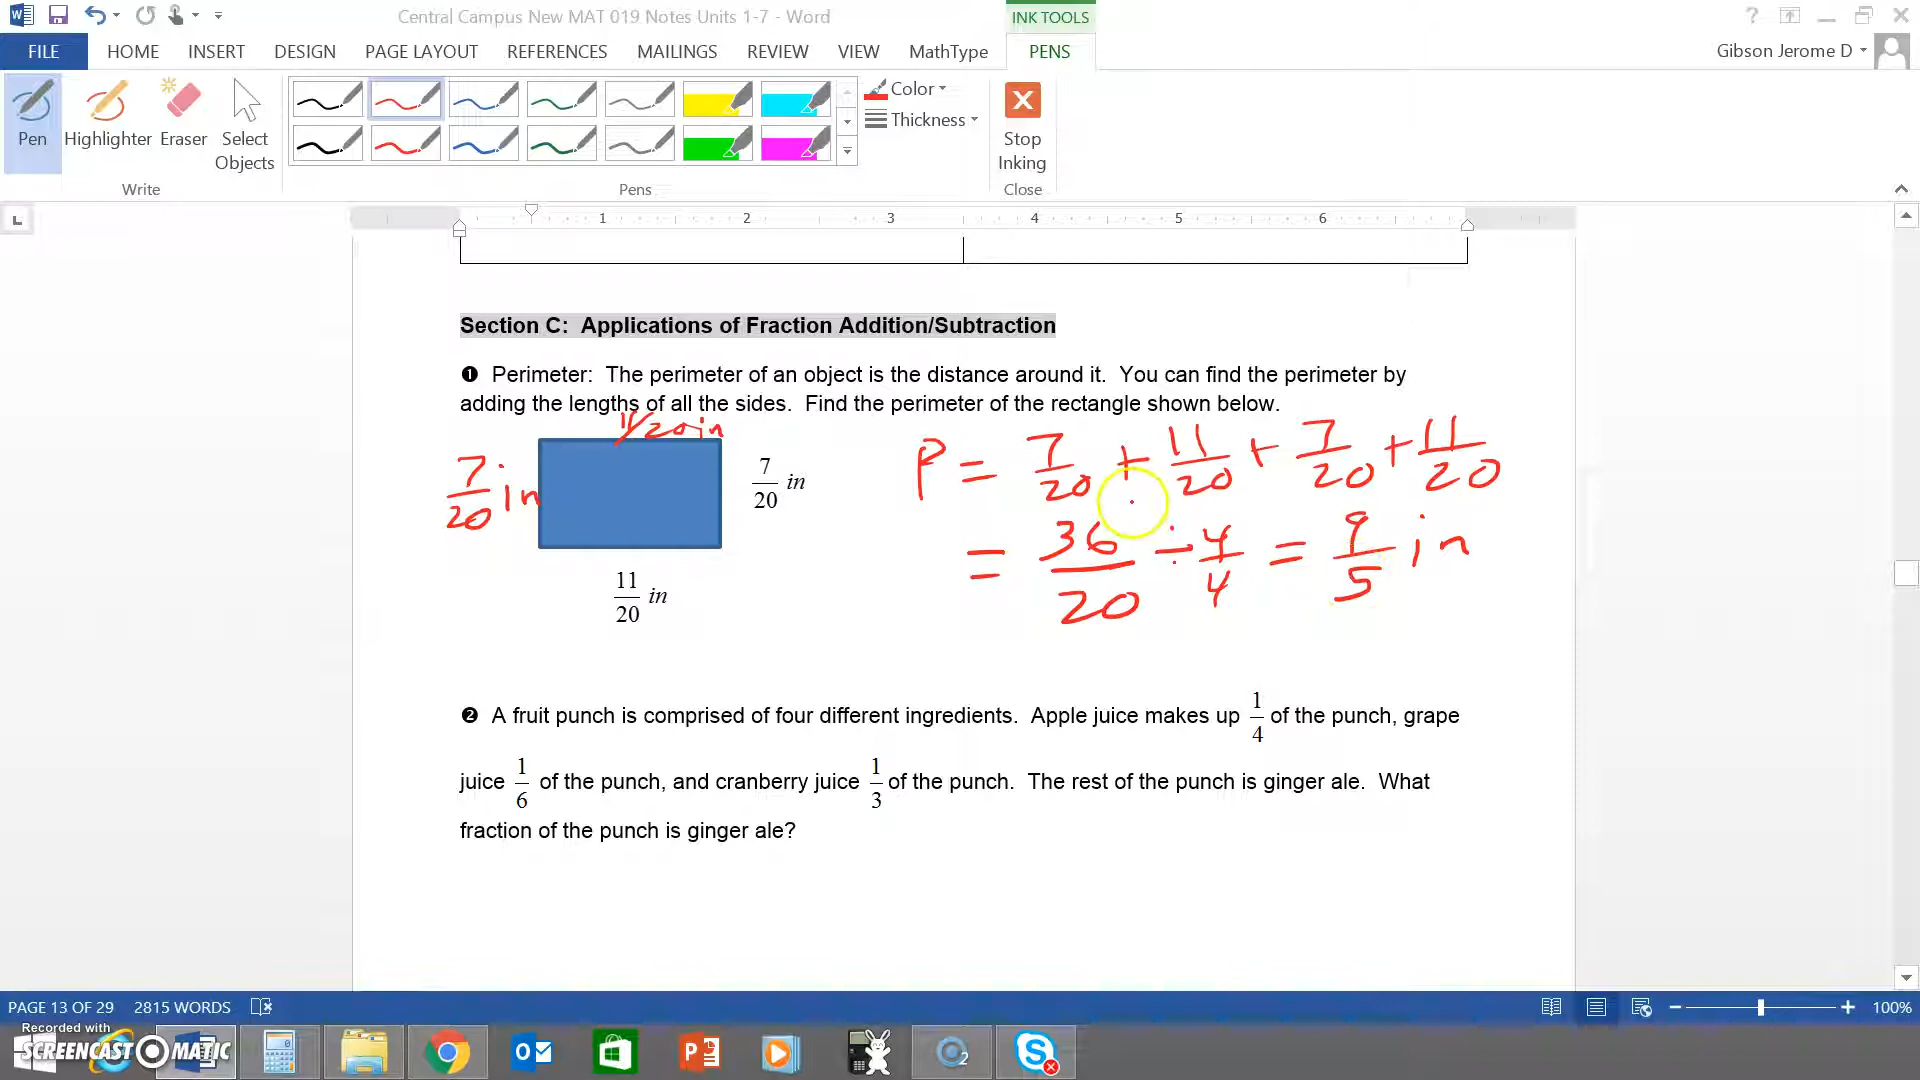 Central Campus New MAT 019 Notes Units 1-7 - Word
INK TOOLS
?
FILE HOME INSERT DESIGN PAGE LAYOUT REFERENCES MAILINGS REVIEW VIEW MathType PENS
Gibson Jerome D
Pen Highlighter Eraser Select Objects
Color
Thickness
Stop Inking
Write Pens Close
L
1 2 3 4 5 6
Section C: Applications of Fraction Addition/Subtraction
❶ Perimeter: The perimeter of an object is the distance around it. You can find the perimeter by
adding the lengths of all the sides. Find the perimeter of the rectangle shown below.
11/20 in
7/20 in
7/20 in
11/20 in
P = 7/20 + 11/20 + 7/20 + 11/20
= 36/20 ÷ 4/4 = 9/5 in
❷ A fruit punch is comprised of four different ingredients. Apple juice makes up 1/4 of the punch, grape
juice 1/6 of the punch, and cranberry juice 1/3 of the punch. The rest of the punch is ginger ale. What
fraction of the punch is ginger ale?
PAGE 13 OF 29 2815 WORDS
100%
Recorded with
SCREENCAST MATIC